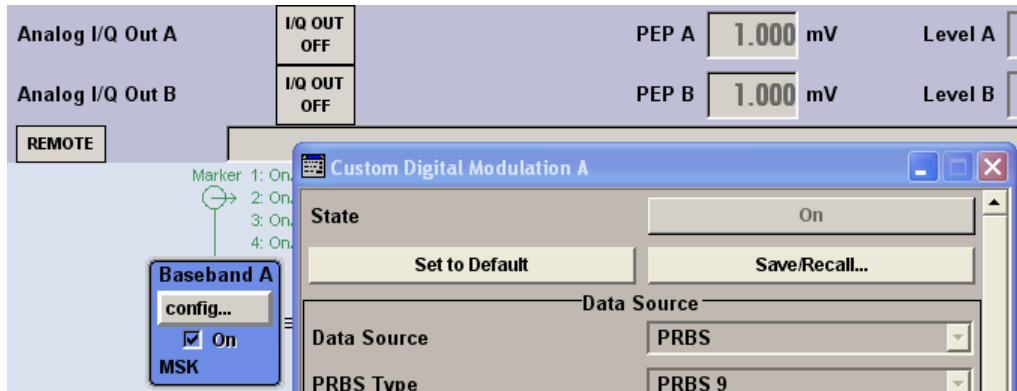 Analog I/Q Out A
I/Q OUT
OFF
PEP A 1.000 mV
Level A
Analog I/Q Out B
I/Q OUT
OFF
PEP B 1.000 mV
Level B
REMOTE
Custom Digital Modulation A
Marker 1: On
2: On
3: On
4: On
State On
Set to Default
Save/Recall...
Baseband A
config...
On
MSK
Data Source
Data Source PRBS
PRBS Type PRBS 9